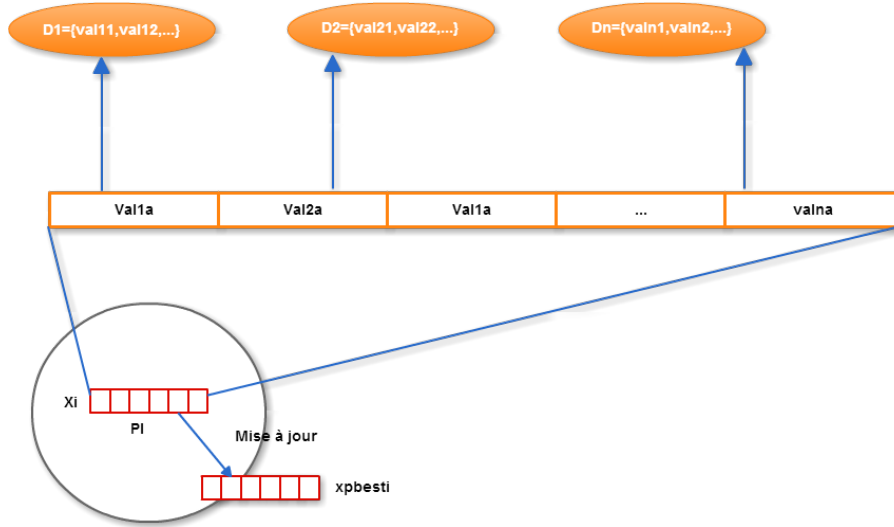 D1={val11,val12,...}
D2={val21,val22,...}
Dn={valn1,valn2,...}
Val1a
Val2a
Val1a
...
valna
Xi
PI
Mise à jour
xpbesti